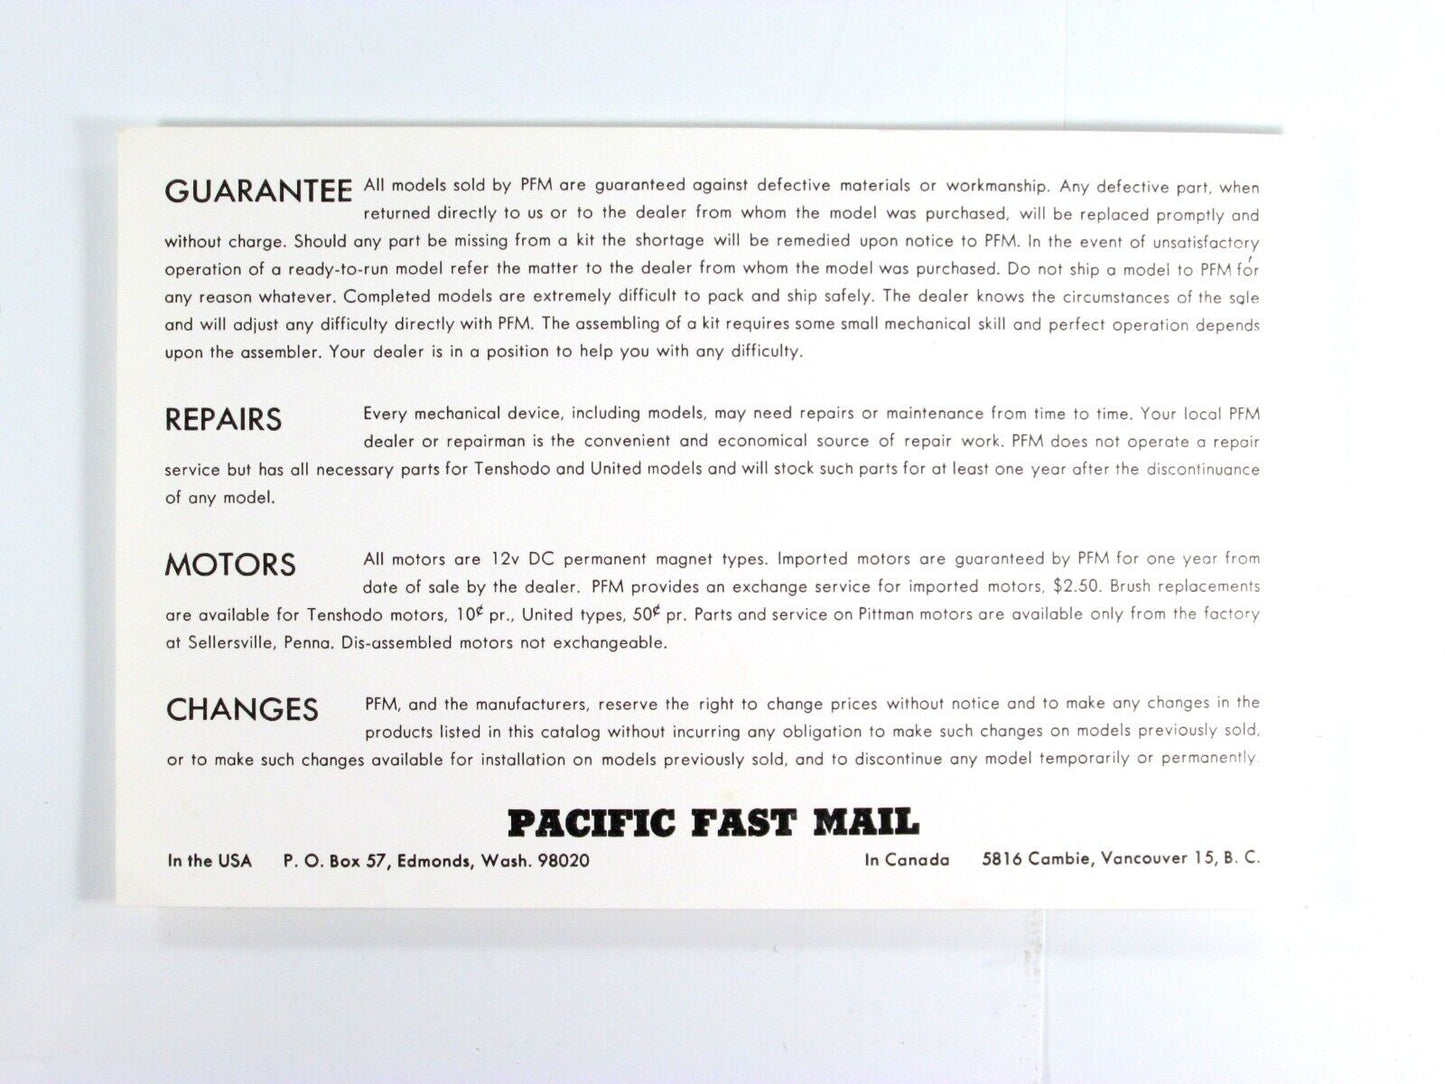 GUARANTEE All models sold by PFM are guaranteed against defective materials or workmanship. Any defective part, when
returned directly to us or to the dealer from whom the model was purchased, will be replaced promptly and
without charge. Should any part be missing from a kit the shortage will be remedied upon notice to PFM. In the event of unsatisfactory
operation of a ready-to-run model refer the matter to the dealer from whom the model was purchased. Do not ship a model to PFM for
any reason whatever. Completed models are extremely difficult to pack and ship safely. The dealer knows the circumstances of the sale
and will adjust any difficulty directly with PFM. The assembling of a kit requires some small mechanical skill and perfect operation depends
upon the assembler. Your dealer is in a position to help you with any difficulty.
REPAIRS Every mechanical device, including models, may need repairs or maintenance from time to time. Your local PFM
dealer or repairman is the convenient and economical source of repair work. PFM does not operate a repair
service but has all necessary parts for Tenshodo and United models and will stock such parts for at least one year after the discontinuance
of any model.
MOTORS All motors are 12v DC permanent magnet types. Imported motors are guaranteed by PFM for one year from
date of sale by the dealer. PFM provides an exchange service for imported motors, $2.50. Brush replacements
are available for Tenshodo motors, 10¢ pr., United types, 50¢ pr. Parts and service on Pittman motors are available only from the factory
at Sellersville, Penna. Dis-assembled motors not exchangeable.
CHANGES PFM, and the manufacturers, reserve the right to change prices without notice and to make any changes in the
products listed in this catalog without incurring any obligation to make such changes on models previously sold,
or to make such changes available for installation on models previously sold, and to discontinue any model temporarily or permanently.
PACIFIC FAST MAIL
In the USA P. O. Box 57, Edmonds, Wash. 98020 In Canada 5816 Cambie, Vancouver 15, B. C.